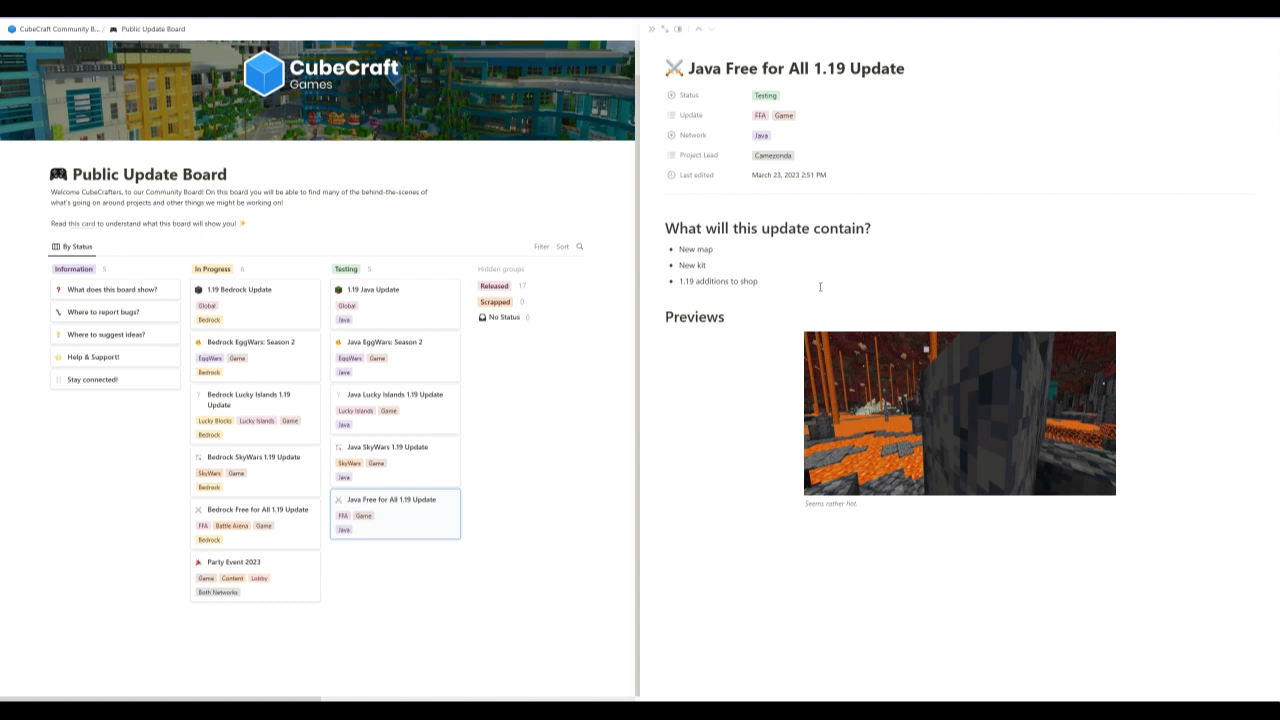 CubeCraft Community B... / Public Update Board
CubeCraft
Games
Public Update Board
Welcome CubeCrafters, to our Community Board! On this board you will be able to find many of the behind-the-scenes of
what's going on around projects and other things we might be working on!
Read this card to understand what this board will show you!
By Status
Filter Sort
Information 5
What does this board show?
Where to report bugs?
Where to suggest ideas?
Help & Support!
Stay connected!
In Progress 6
1.19 Bedrock Update
Global
Bedrock
Bedrock EggWars: Season 2
EggWars Game
Bedrock
Bedrock Lucky Islands 1.19
Update
Lucky Blocks Lucky Islands Game
Bedrock
Bedrock SkyWars 1.19 Update
SkyWars Game
Bedrock
Bedrock Free for All 1.19 Update
FFA Battle Arena Game
Bedrock
Party Event 2023
Game Content Lobby
Both Networks
Testing 5
1.19 Java Update
Global
Java
Java EggWars: Season 2
EggWars Game
Java
Java Lucky Islands 1.19 Update
Lucky Islands Game
Java
Java SkyWars 1.19 Update
SkyWars Game
Java
Java Free for All 1.19 Update
FFA Game
Java
Hidden groups
Released 17
Scrapped 0
No Status 0
Java Free for All 1.19 Update
Status Testing
Update FFA Game
Network Java
Project Lead Camezonda
Last edited March 23, 2023 2:51 PM
What will this update contain?
• New map
• New kit
• 1.19 additions to shop
Previews
Seems rather hot.